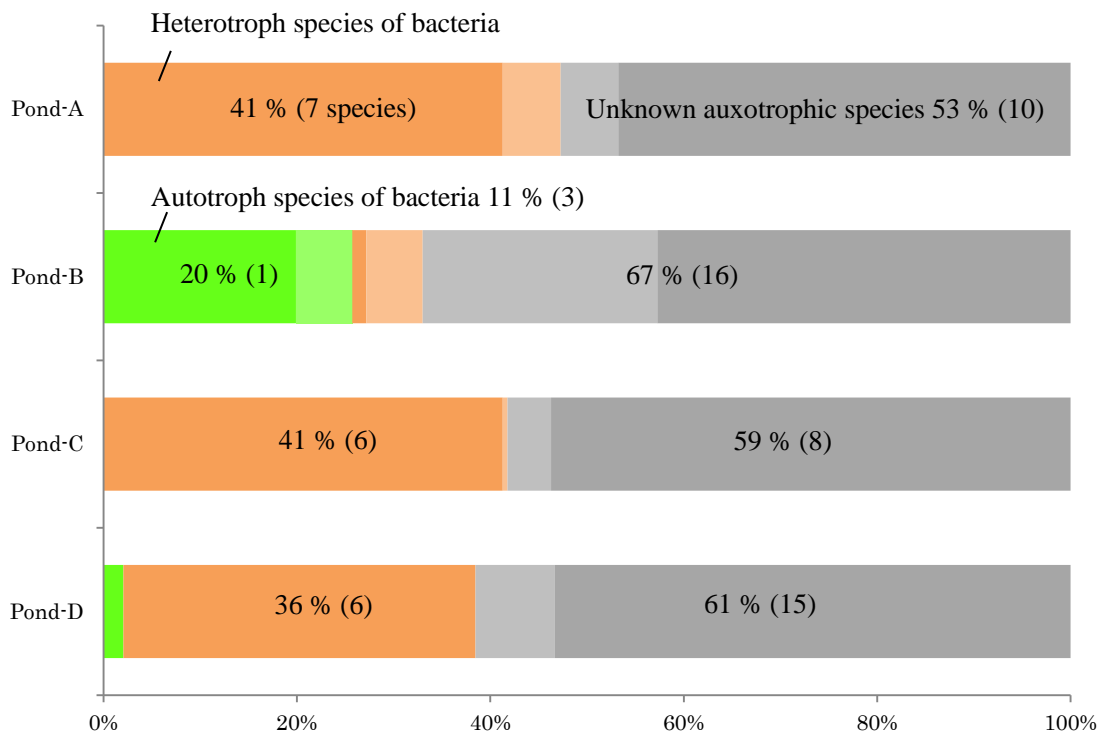 Heterotroph species of bacteria
Pond-A
41 % (7 species)
Unknown auxotrophic species 53 % (10)
Autotroph species of bacteria 11 % (3)
Pond-B
20 % (1)
67 % (16)
Pond-C
41 % (6)
59 % (8)
Pond-D
36 % (6)
61 % (15)
0%
20%
40%
60%
80%
100%